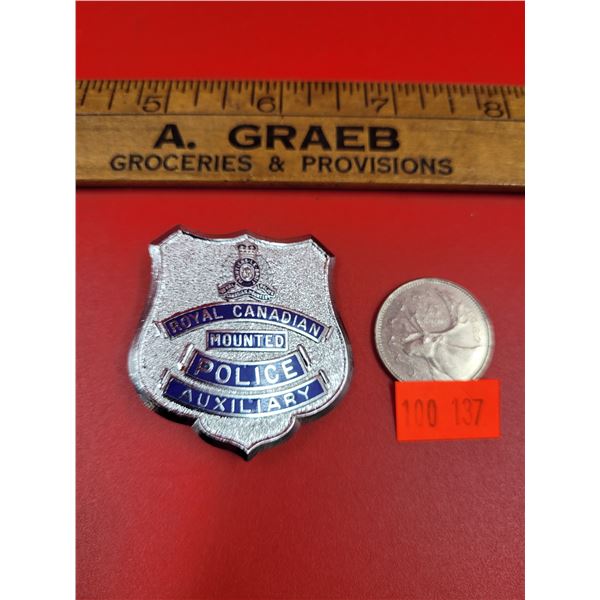 5 6 7 8
A. GRAEB
GROCERIES & PROVISIONS
ROYAL CANADIAN
MOUNTED
POLICE
AUXILIARY
100 137